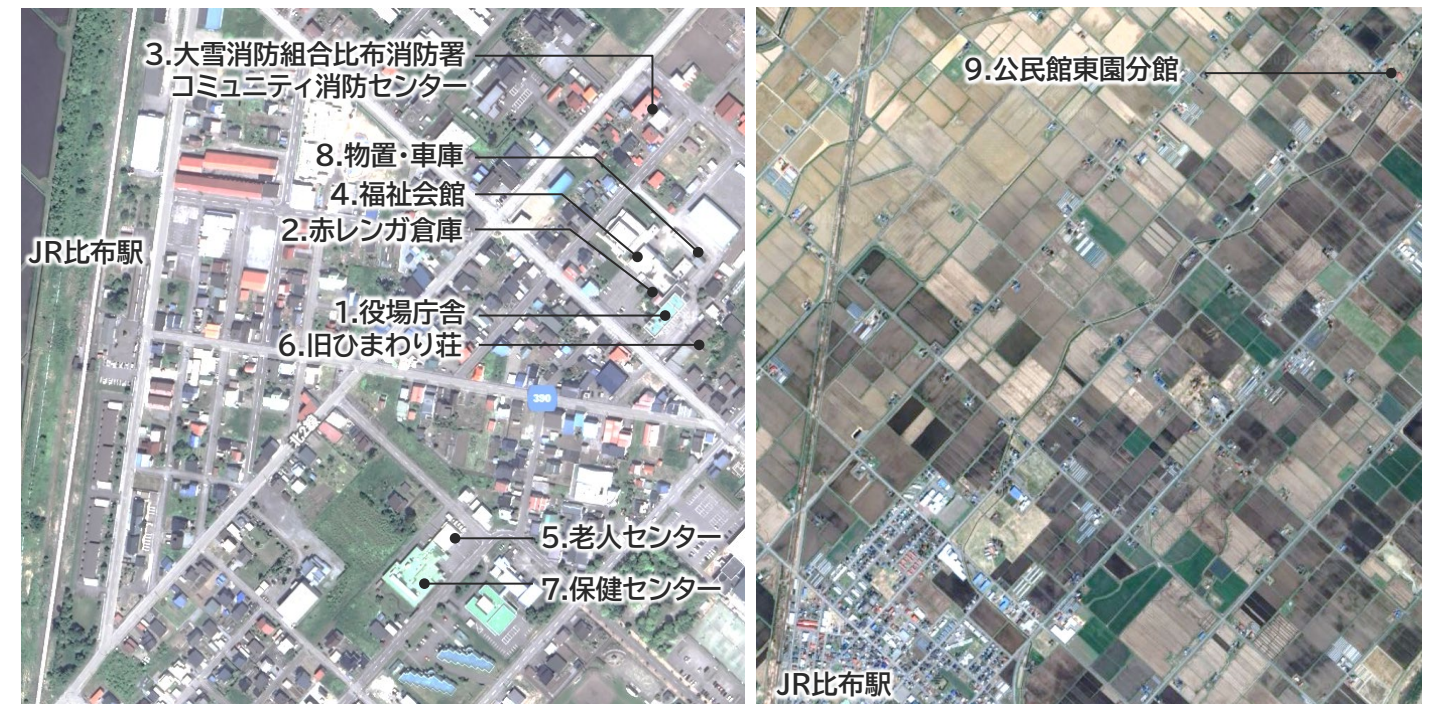 3.大雪消防組合比布消防署
コミュニティ消防センター
8.物置・車庫
4.福祉会館
2.赤レンガ倉庫
JR比布駅
1.役場庁舎
6.旧ひまわり荘
390
5.老人センター
7.保健センター
9.公民館東園分館
JR比布駅